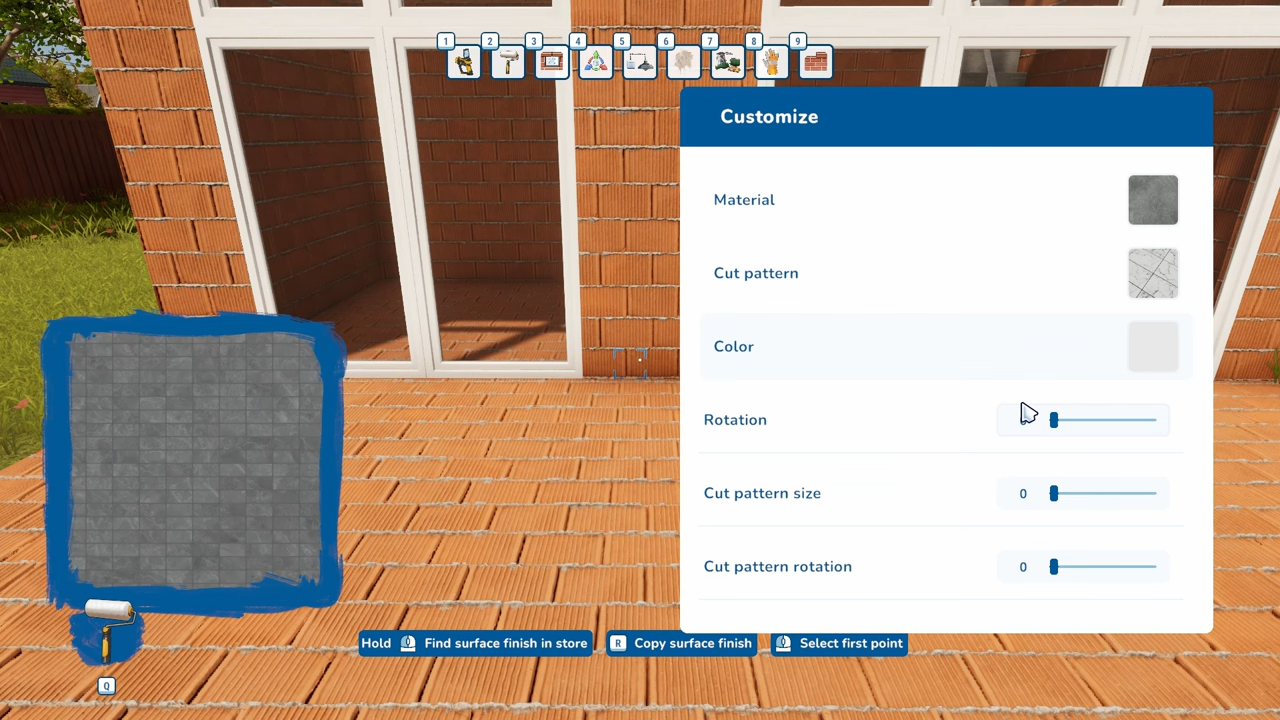 1 2 3 4 5 6 7 8 9
Customize
Material
Cut pattern
Color
Rotation
Cut pattern size 0
Cut pattern rotation 0
Hold Find surface finish in store R Copy surface finish Select first point
Q